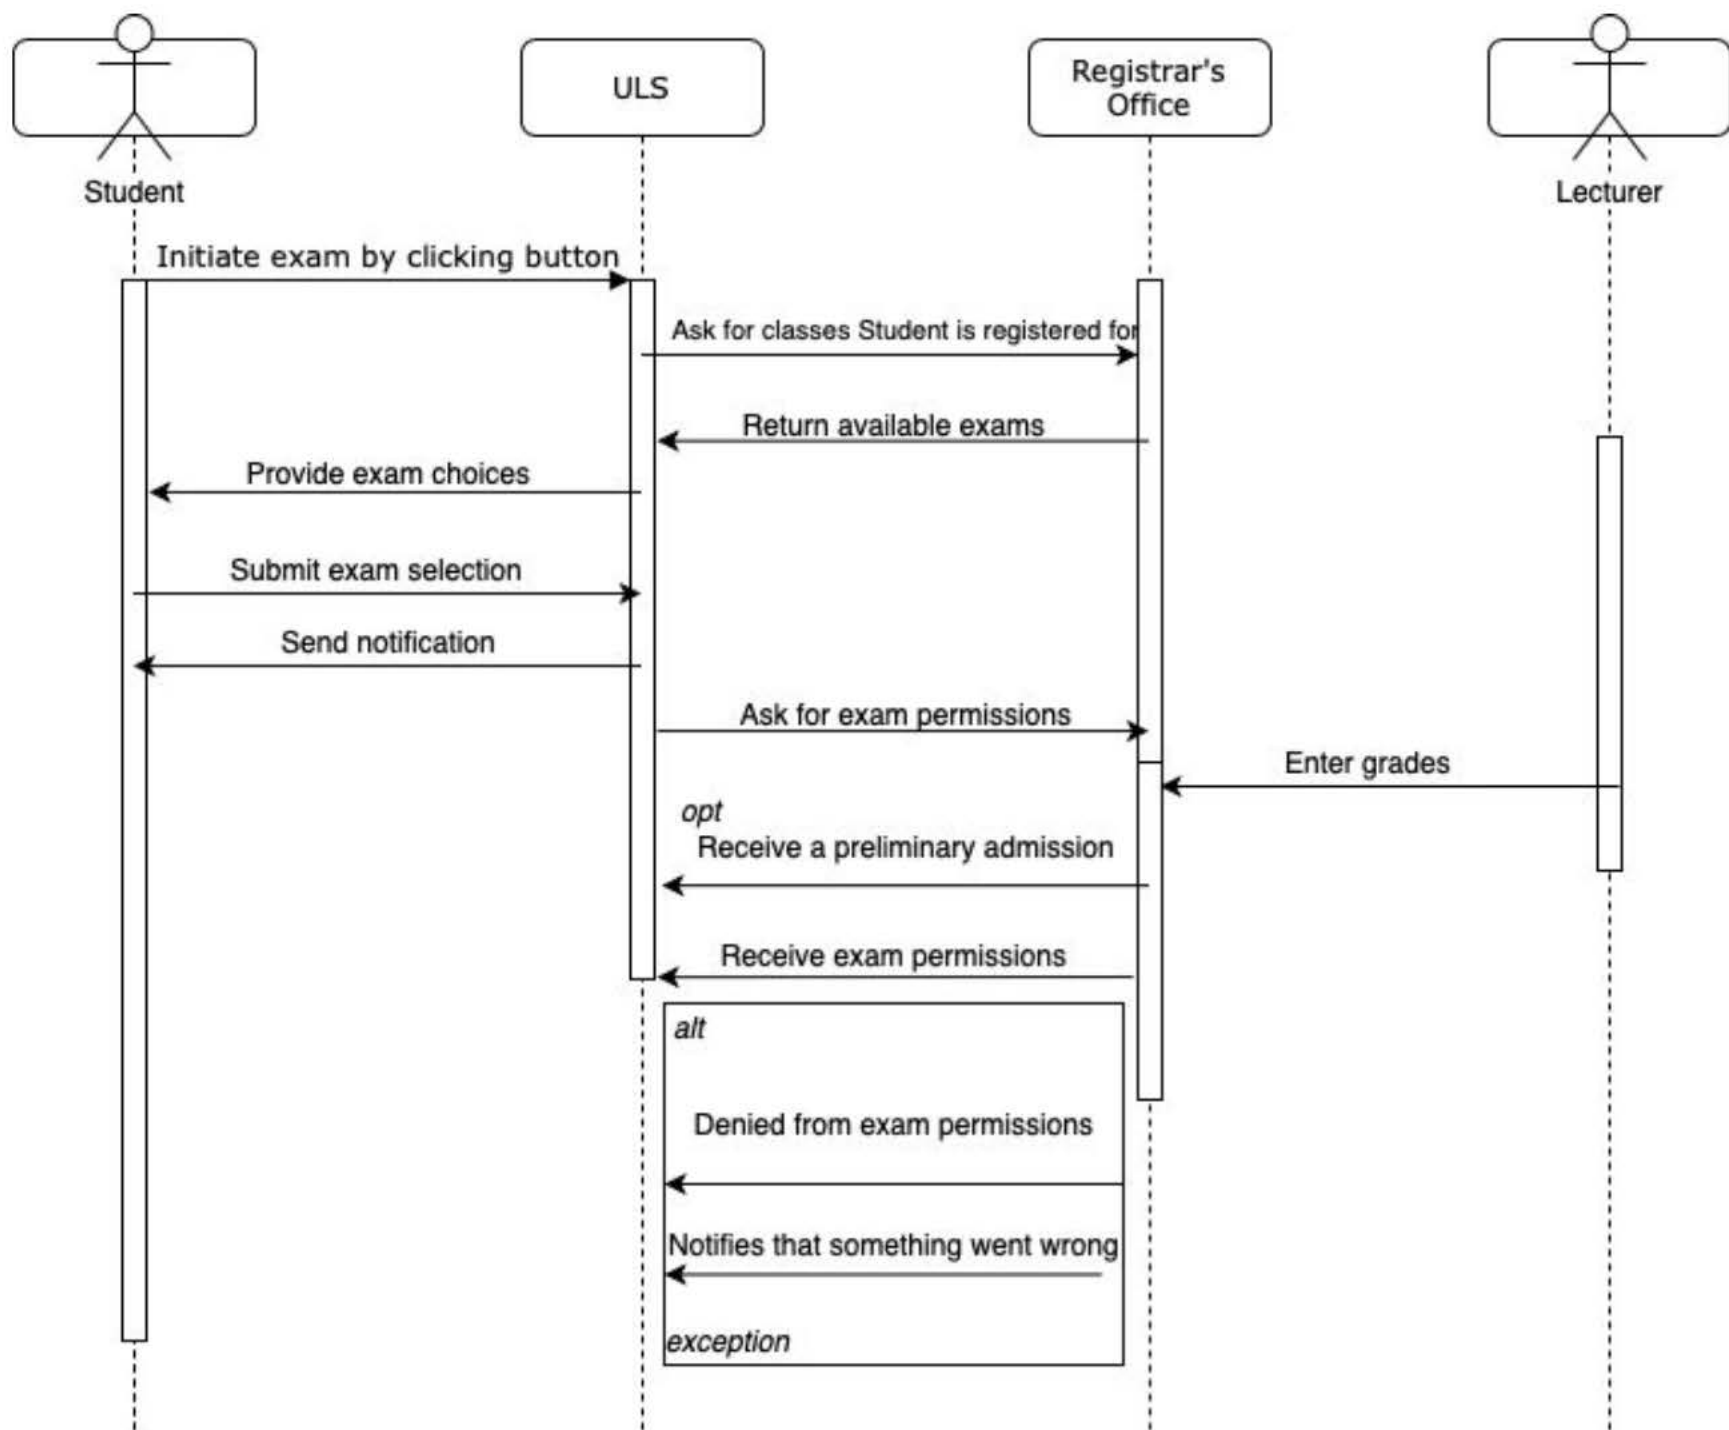 ULS
Registrar's
Office
Student
Lecturer
Initiate exam by clicking button
Ask for classes Student is registered for
Return available exams
Provide exam choices
Submit exam selection
Send notification
Ask for exam permissions
Enter grades
opt
Receive a preliminary admission
Receive exam permissions
alt
Denied from exam permissions
Notifies that something went wrong
exception